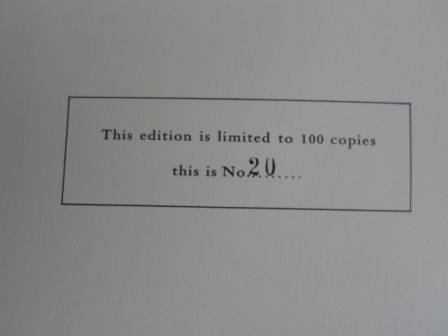 This edition is limited to 100 copies
this is No.20......